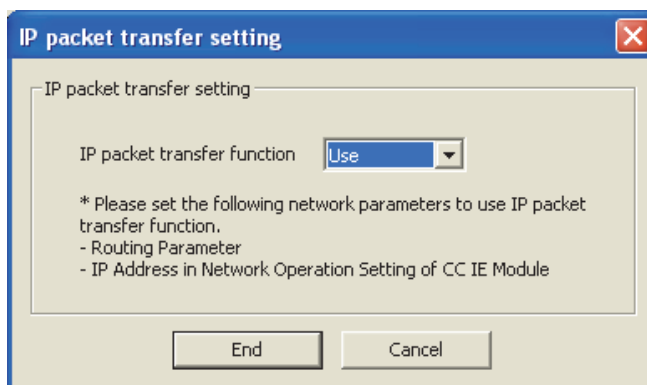 IP packet transfer setting
IP packet transfer setting
IP packet transfer function
Use
* Please set the following network parameters to use IP packet
transfer function.
- Routing Parameter
- IP Address in Network Operation Setting of CC IE Module
End
Cancel